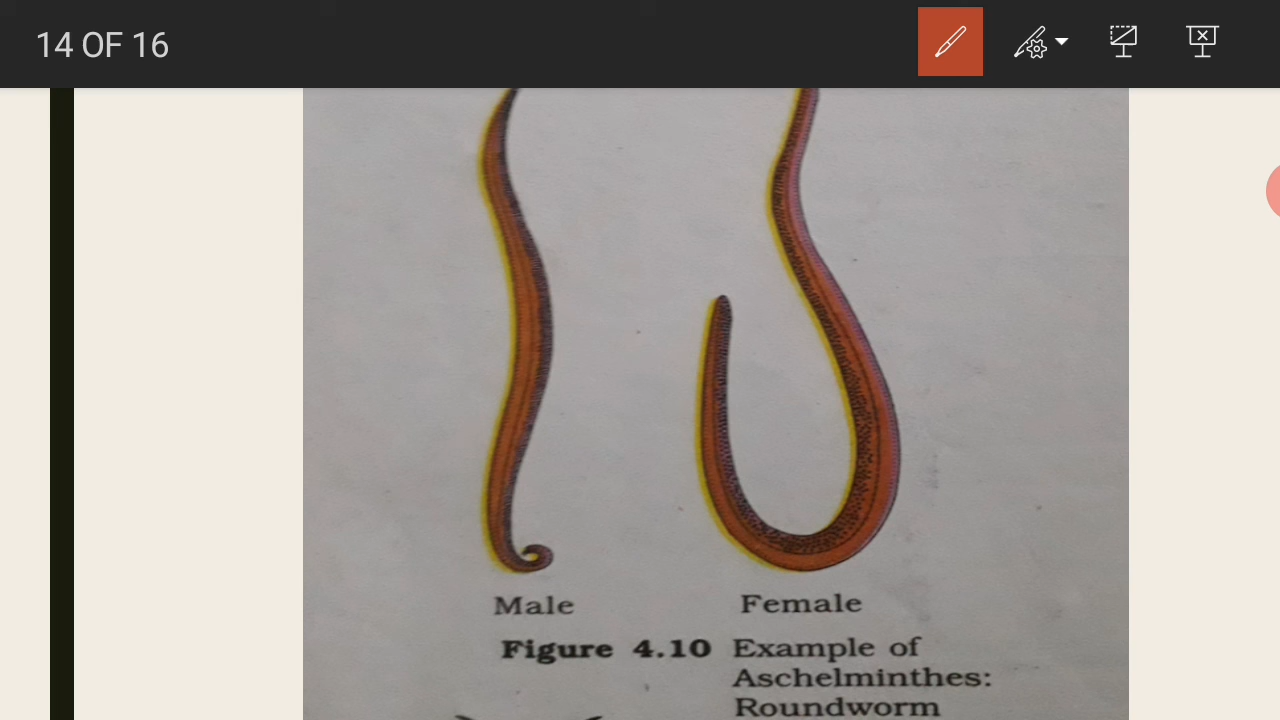 14 OF 16
Male Female
Figure 4.10 Example of
Aschelminthes:
Roundworm